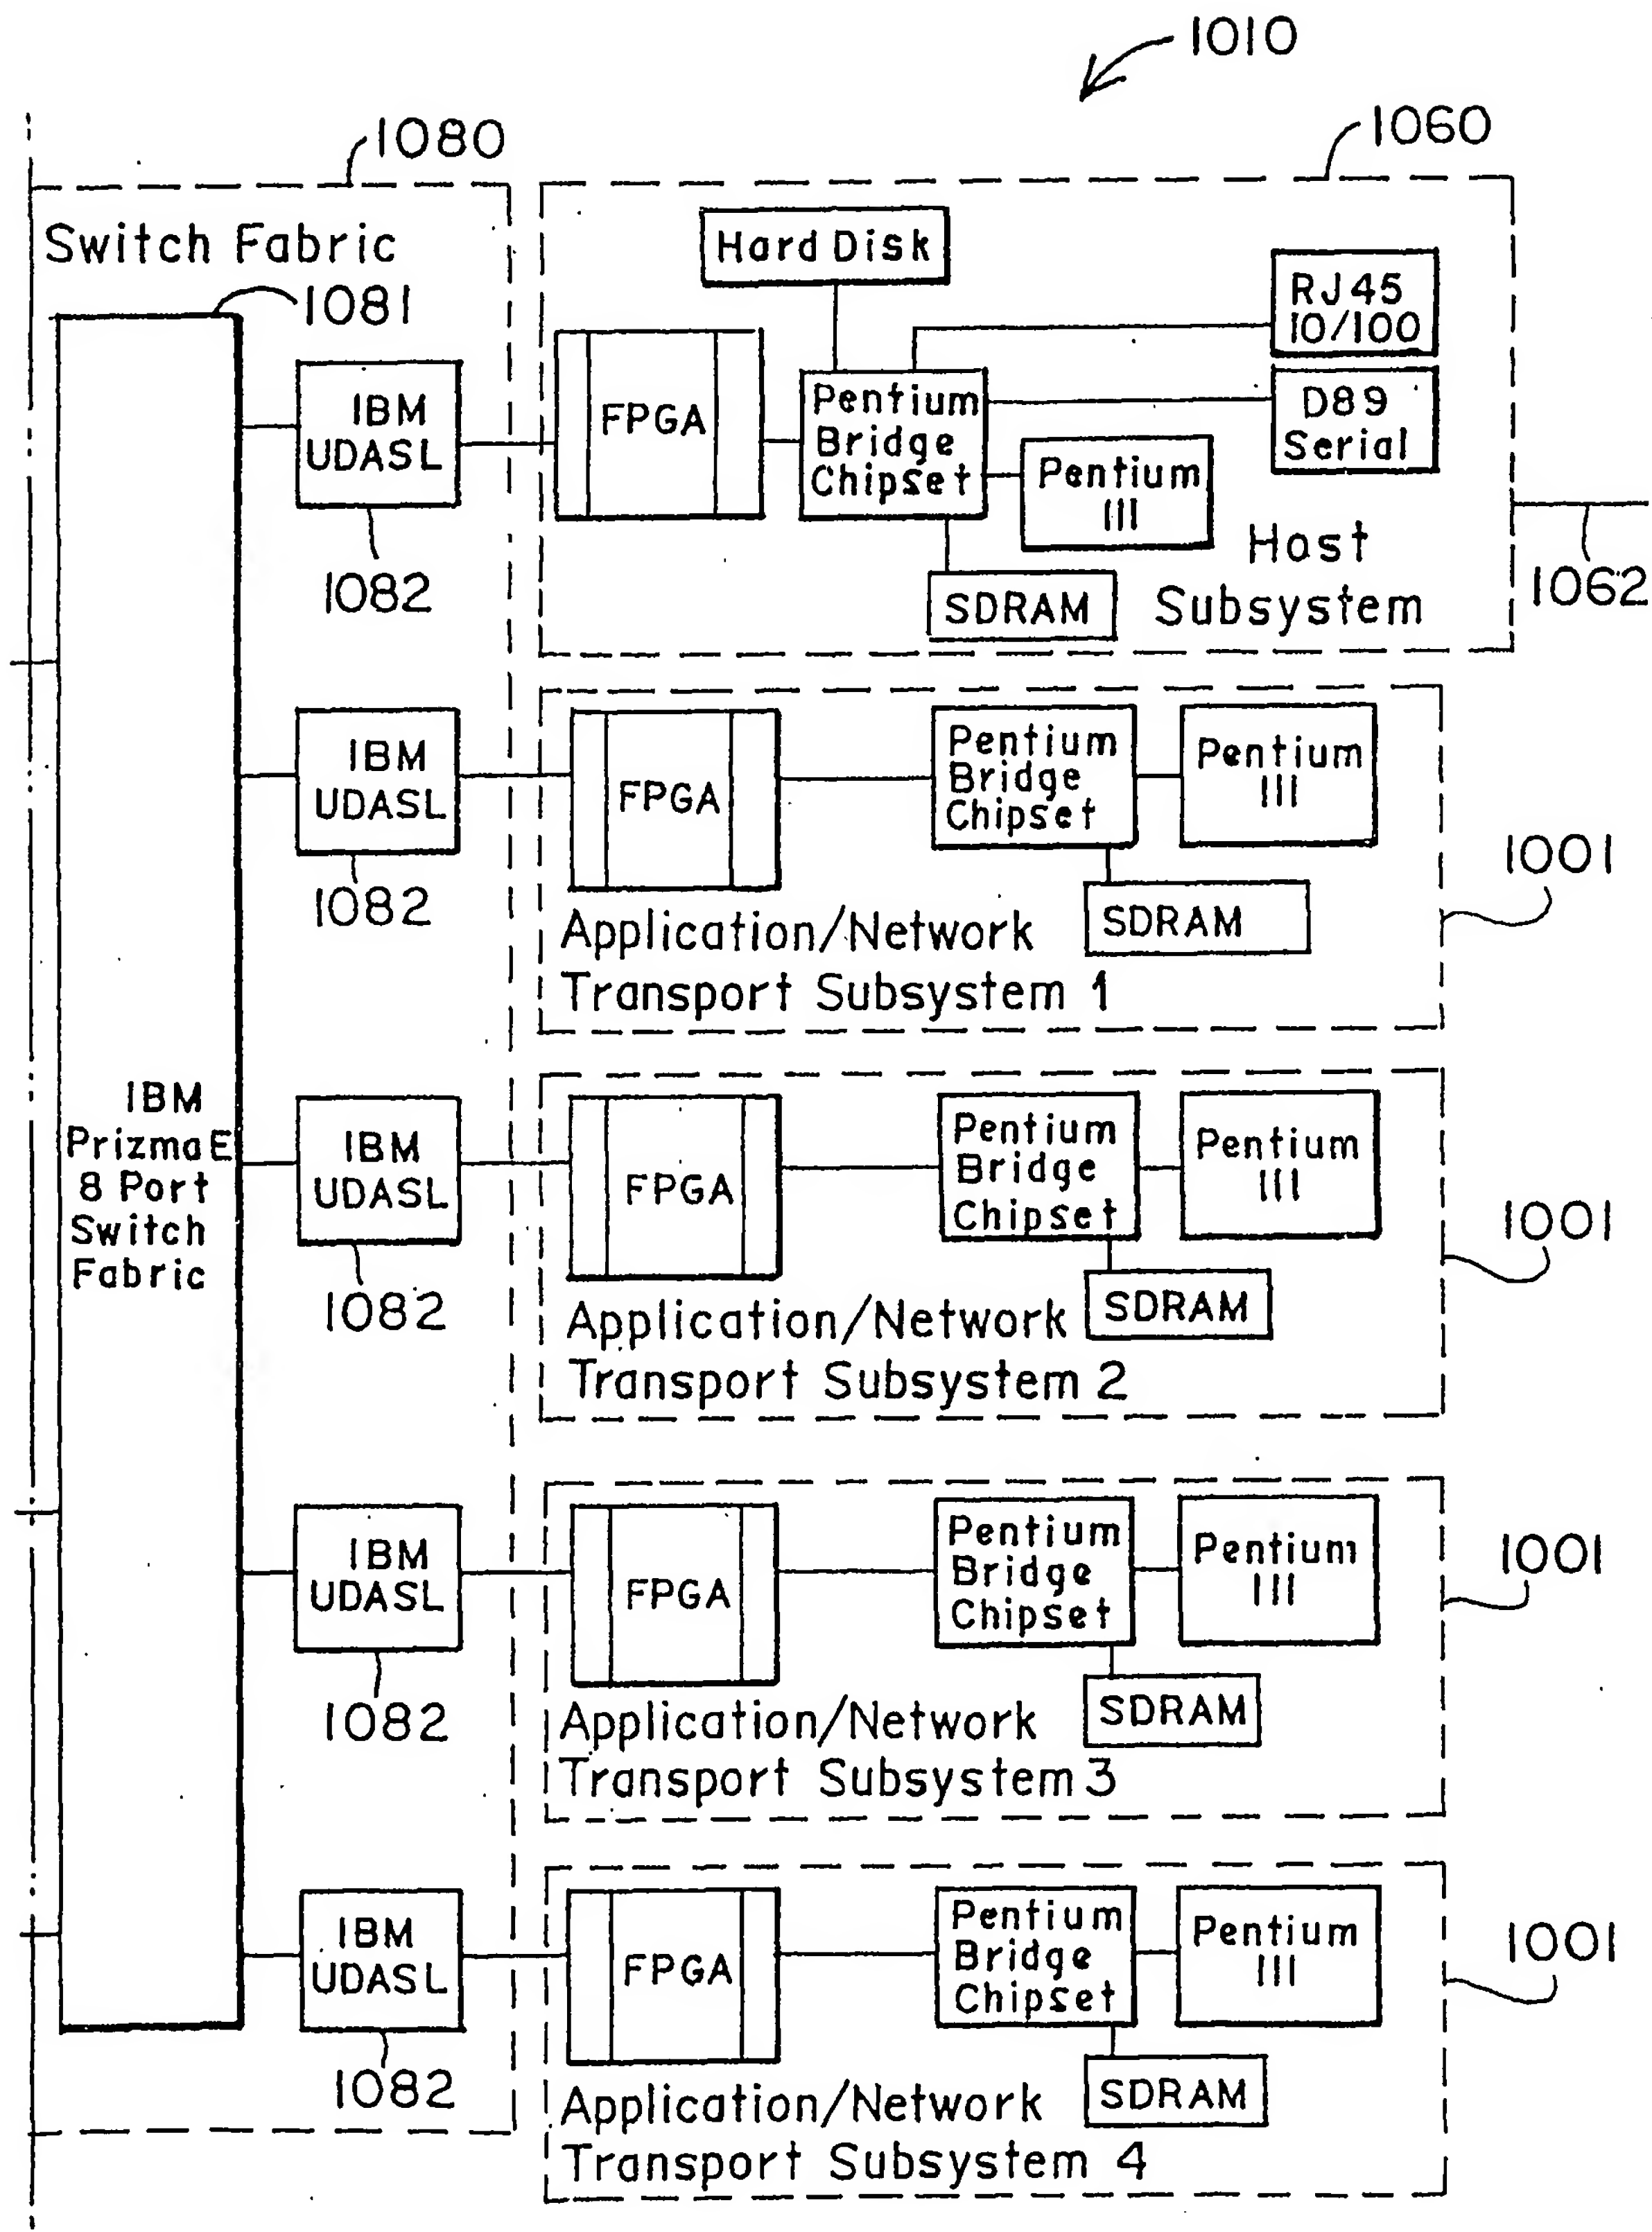 1010
1080
1060
Switch Fabric
1081
Hard Disk
RJ45
10/100
IBM
UDASL
1082
FPGA
Pentium
Bridge
Chipset
D89
Serial
Pentium
III
Host
Subsystem
SDRAM
1062
IBM
UDASL
1082
FPGA
Pentium
Bridge
Chipset
Pentium
III
SDRAM
1001
Application/Network
Transport Subsystem 1
IBM
PrizmaE
8 Port
Switch
Fabric
IBM
UDASL
1082
FPGA
Pentium
Bridge
Chipset
Pentium
III
SDRAM
1001
Application/Network
Transport Subsystem 2
IBM
UDASL
1082
FPGA
Pentium
Bridge
Chipset
Pentium
III
SDRAM
1001
Application/Network
Transport Subsystem 3
IBM
UDASL
1082
FPGA
Pentium
Bridge
Chipset
Pentium
III
SDRAM
1001
Application/Network
Transport Subsystem 4